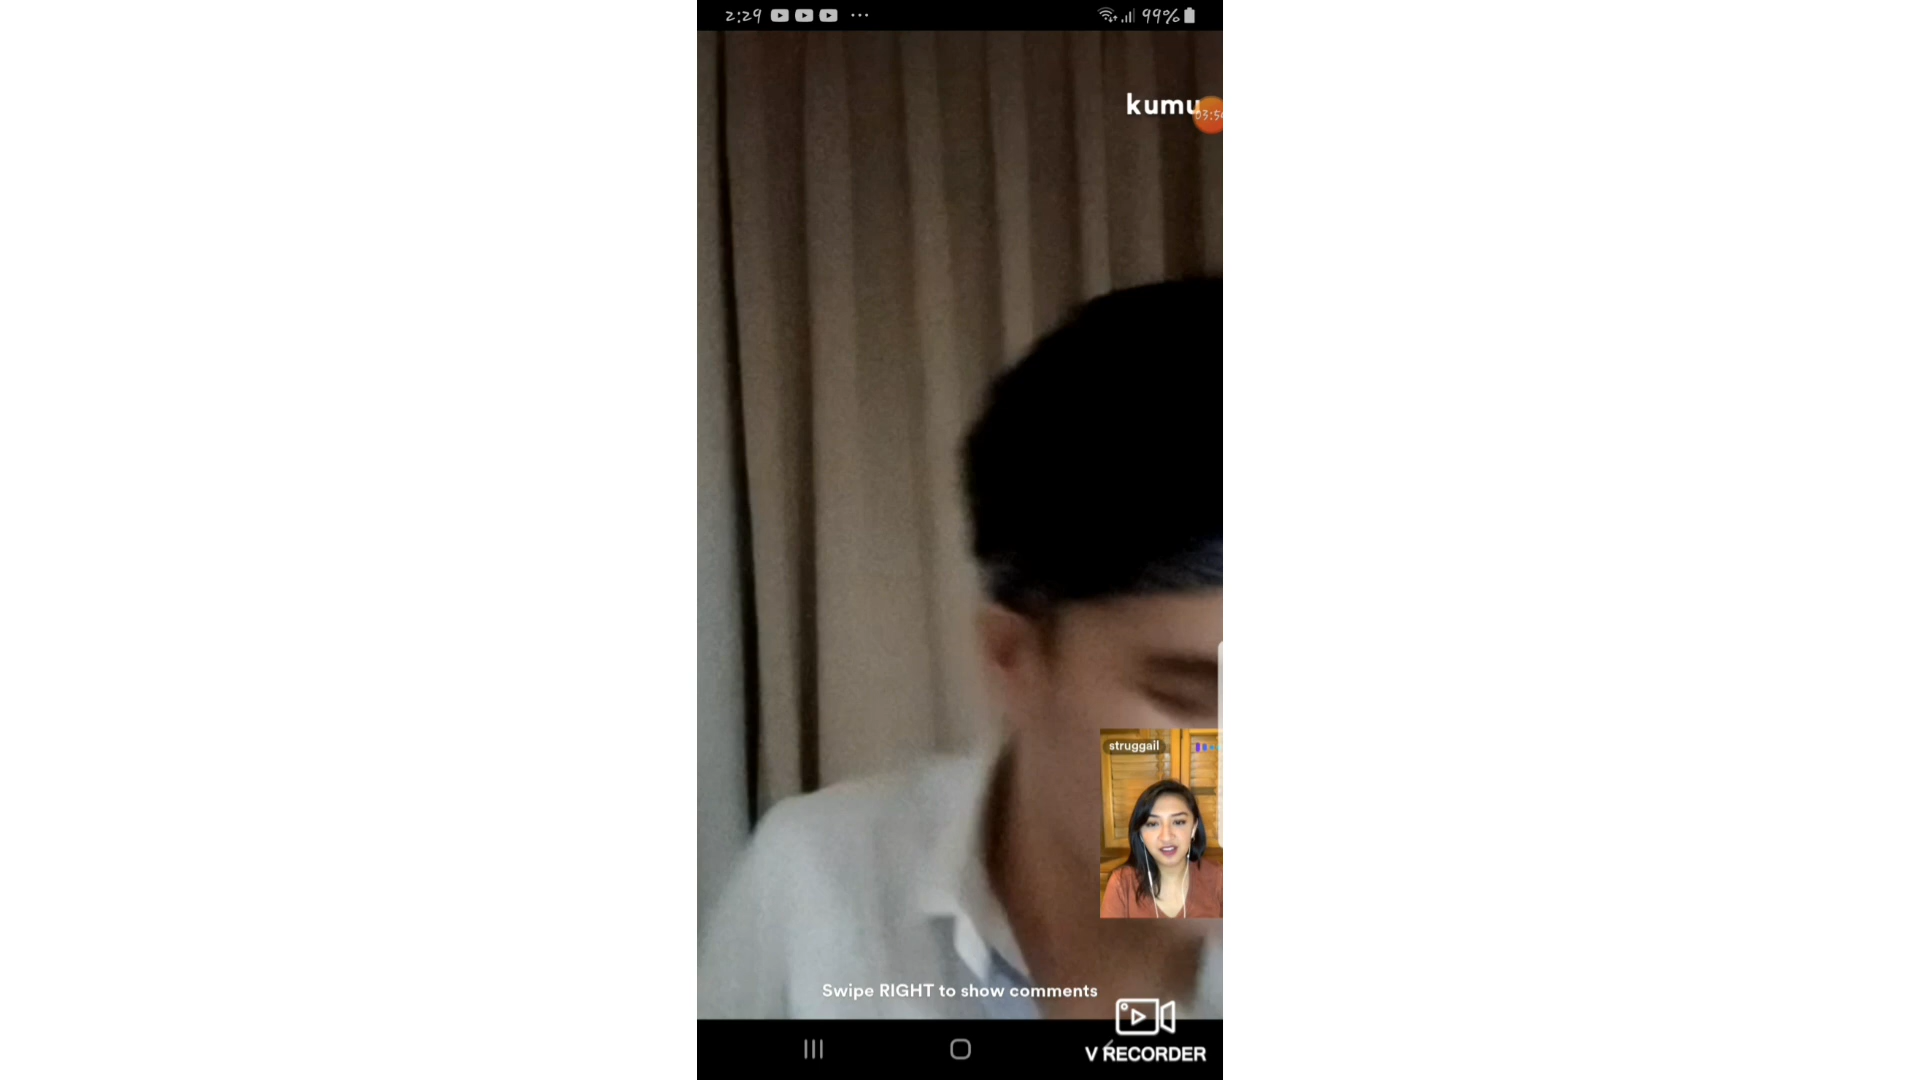 2:29
99%
kumu
struggail
Swipe RIGHT to show comments
V RECORDER